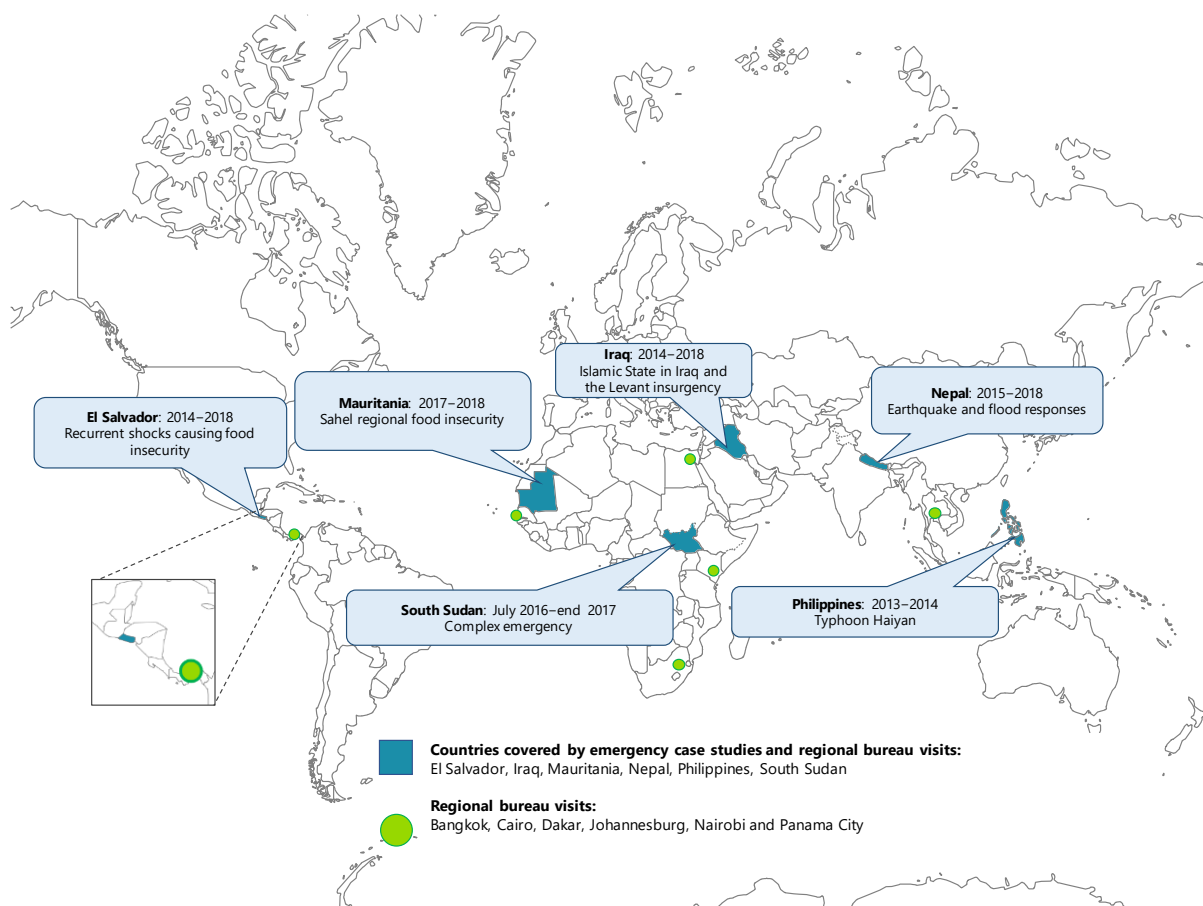 Iraq: 2014–2018
Islamic State in Iraq and
the Levant insurgency
Nepal: 2015–2018
Earthquake and flood responses
Mauritania: 2017–2018
Sahel regional food insecurity
El Salvador: 2014–2018
Recurrent shocks causing food
insecurity
South Sudan: July 2016–end 2017
Complex emergency
Philippines: 2013–2014
Typhoon Haiyan
Countries covered by emergency case studies and regional bureau visits:
El Salvador, Iraq, Mauritania, Nepal, Philippines, South Sudan
Regional bureau visits:
Bangkok, Cairo, Dakar, Johannesburg, Nairobi and Panama City